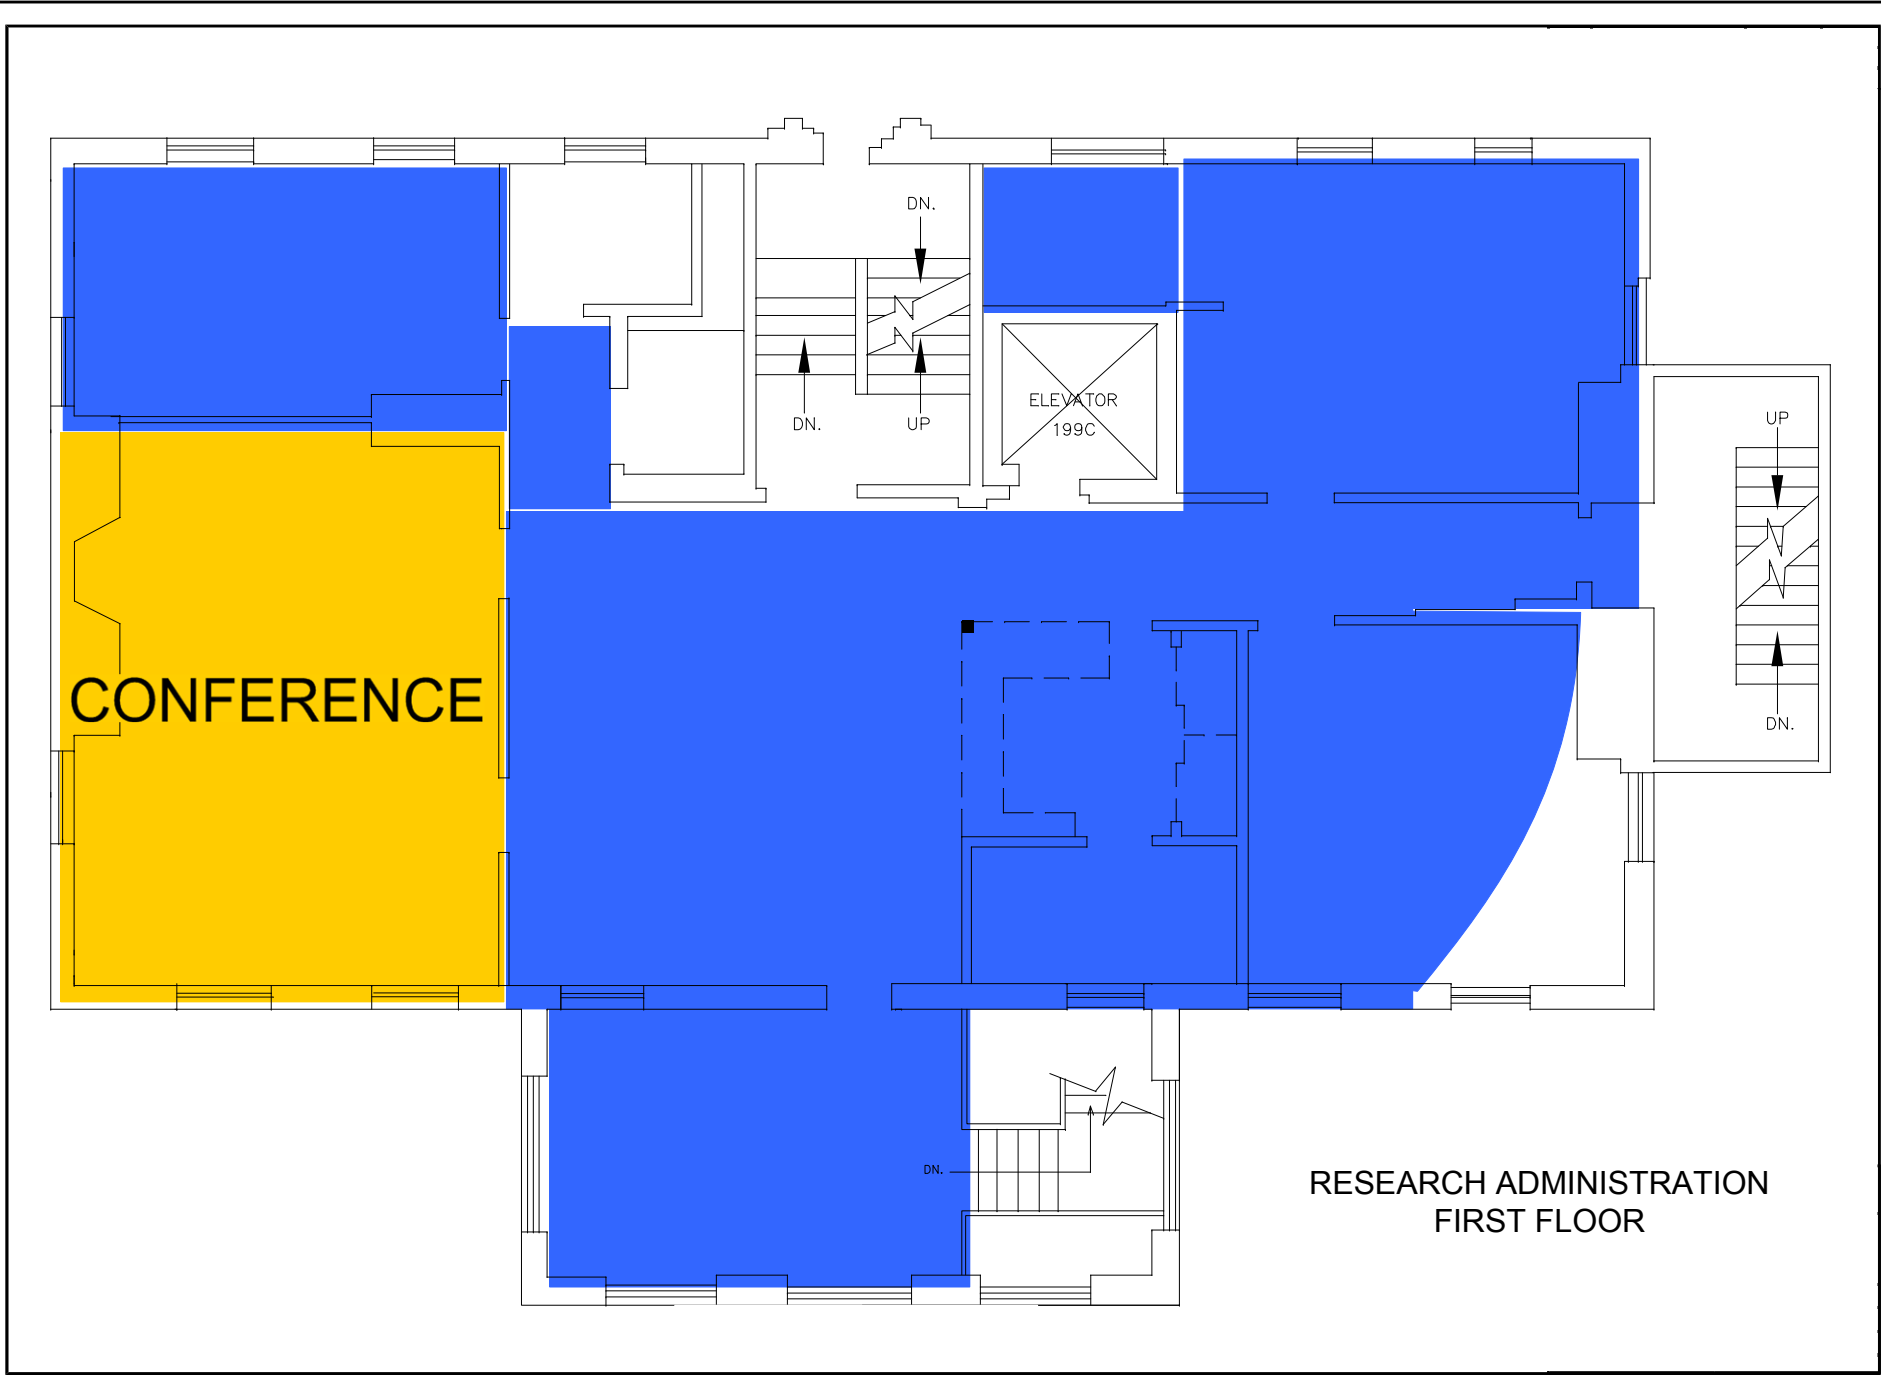 DN.
ELEVATOR
199C
DN.
UP
UP
CONFERENCE
DN.
DN.
RESEARCH ADMINISTRATION
FIRST FLOOR